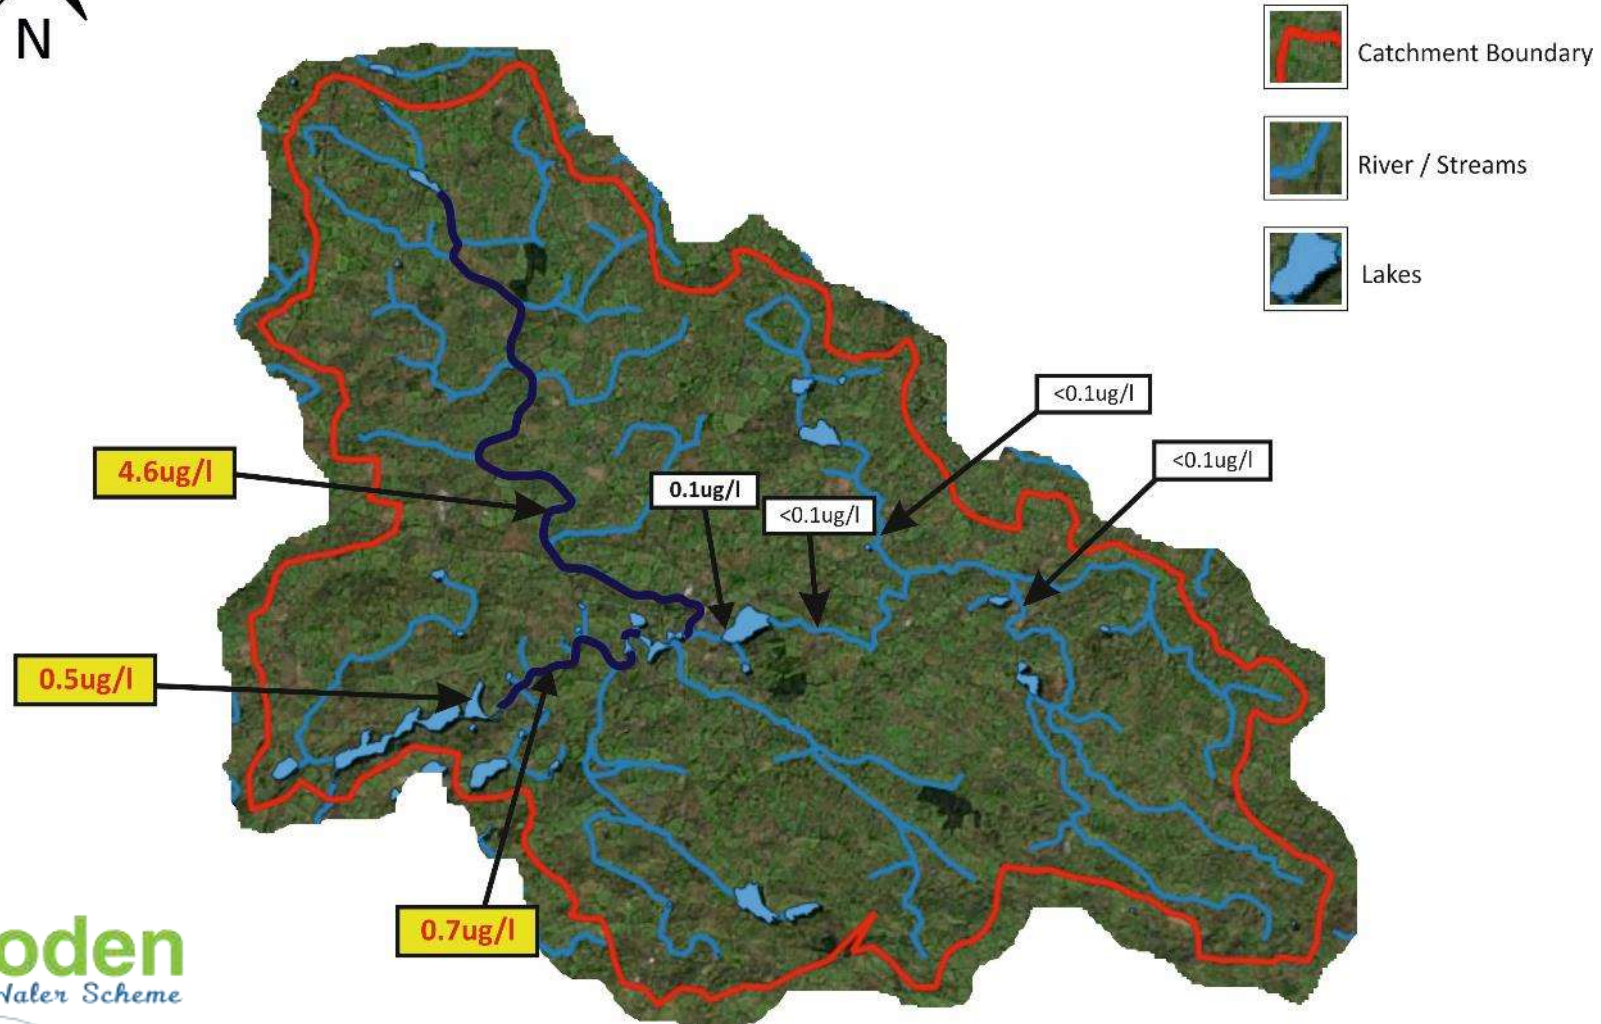 N
Catchment Boundary
River / Streams
Lakes
<0.1ug/l
<0.1ug/l
4.6ug/l
0.1ug/l
<0.1ug/l
0.5ug/l
0.7ug/l
oden
Water Scheme